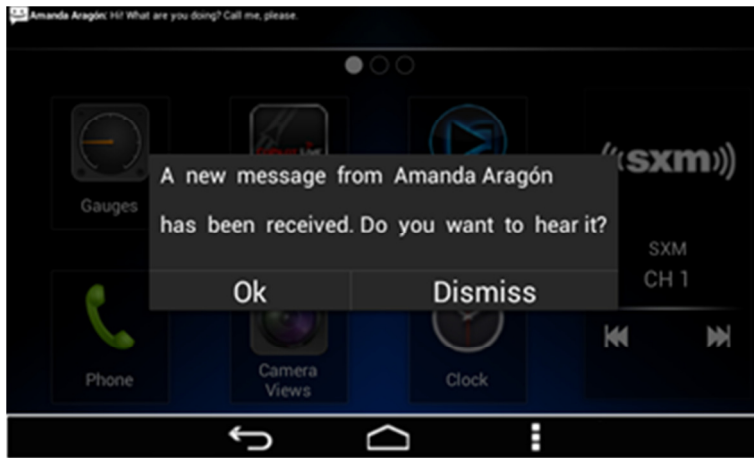 Amanda Aragón: Hi! What are you doing? Call me, please.
A new message from Amanda Aragón
has been received. Do you want to hear it?
Ok
Dismiss
Gauges
((sxm))
SXM
CH 1
Phone
Camera
Views
Clock